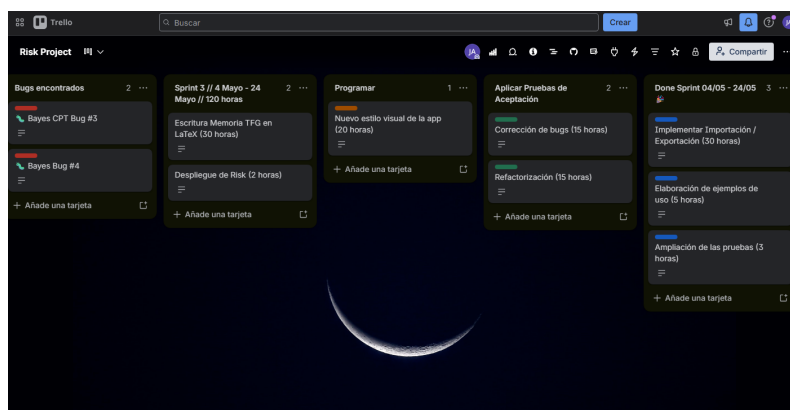 Trello
Buscar
Crear
Risk Project
JA
Compartir
Bugs encontrados 2
Bayes CPT Bug #3
Bayes Bug #4
+ Añade una tarjeta
Sprint 3 // 4 Mayo - 24
Mayo // 120 horas 2
Escritura Memoria TFG en
LaTeX (30 horas)
Despliegue de Risk (2 horas)
+ Añade una tarjeta
Programar 1
Nuevo estilo visual de la app
(20 horas)
+ Añade una tarjeta
Aplicar Pruebas de
Aceptación 2
Corrección de bugs (15 horas)
Refactorización (15 horas)
+ Añade una tarjeta
Done Sprint 04/05 - 24/05 3
Implementar Importación /
Exportación (30 horas)
Elaboración de ejemplos de
uso (5 horas)
Ampliación de las pruebas (3
horas)
+ Añade una tarjeta